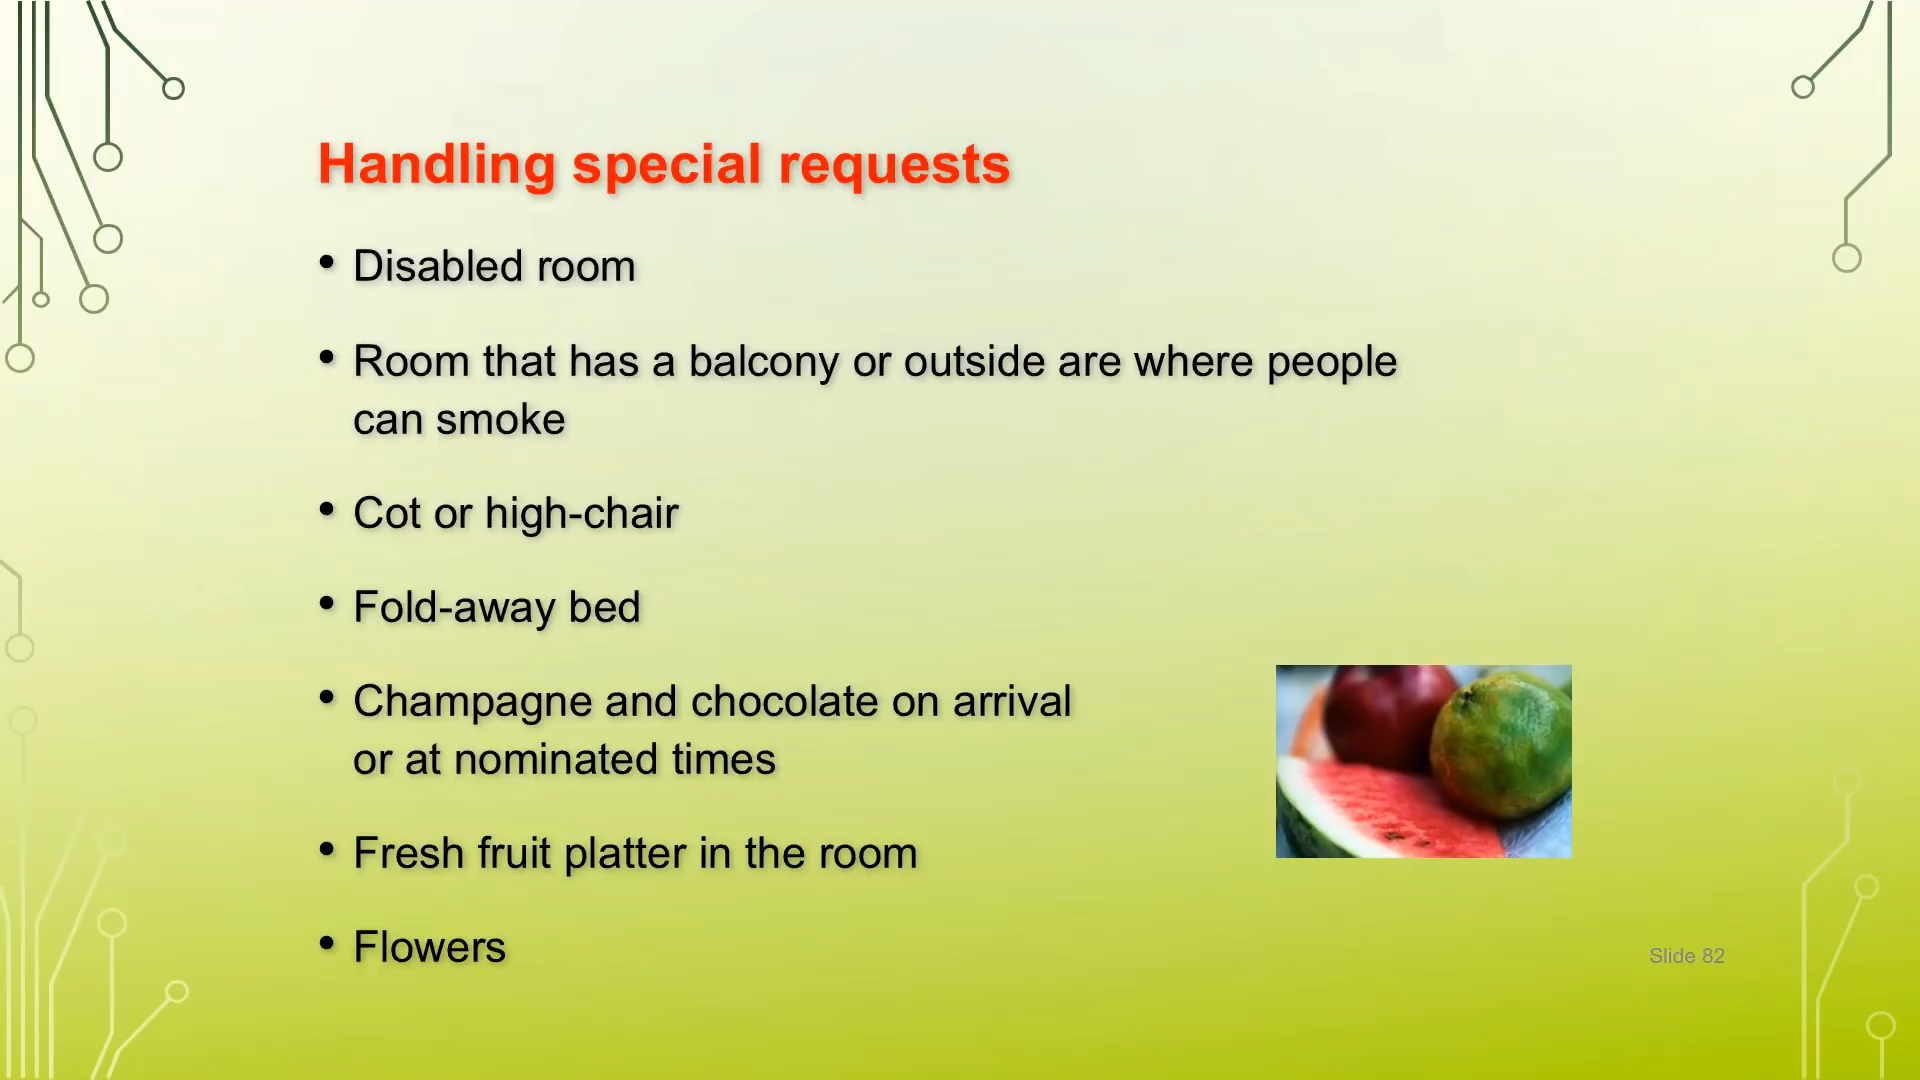 Handling special requests
• Disabled room
• Room that has a balcony or outside are where people
can smoke
• Cot or high-chair
• Fold-away bed
• Champagne and chocolate on arrival
or at nominated times
• Fresh fruit platter in the room
• Flowers
Slide 82